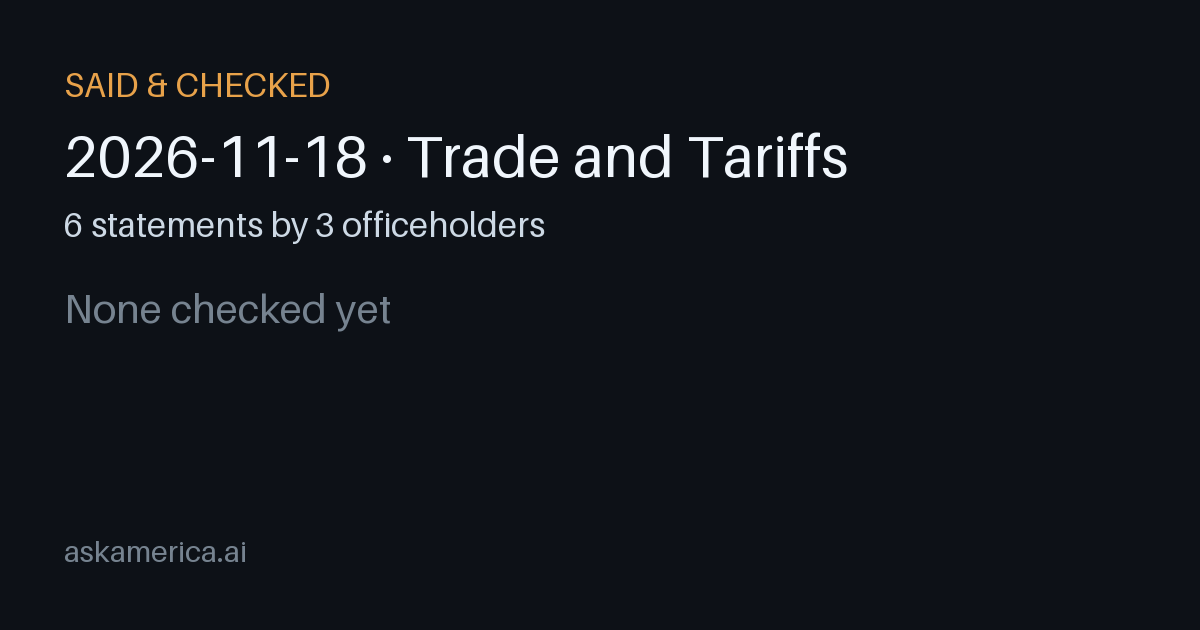 SAID & CHECKED
2026-11-18 · Trade and Tariffs
6 statements by 3 officeholders
None checked yet
askamerica.ai